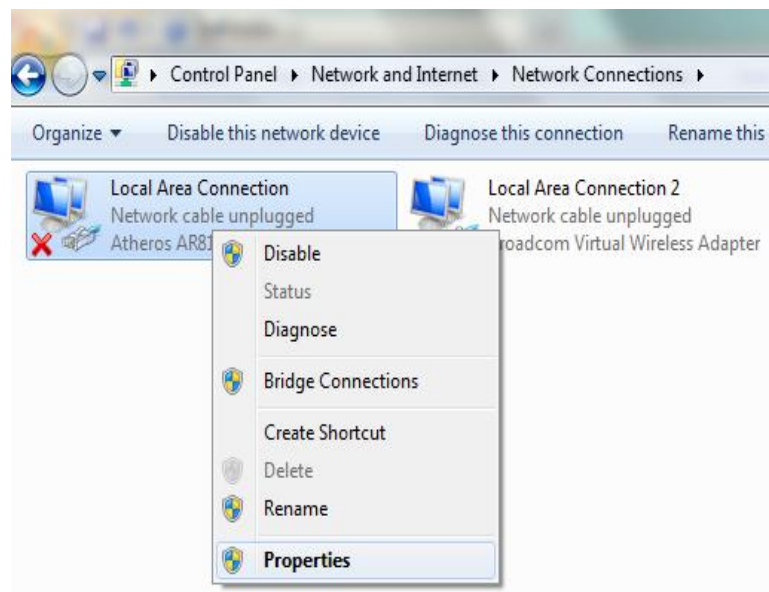 Control Panel ▸ Network and Internet ▸ Network Connections ▸
Organize ▾ Disable this network device Diagnose this connection Rename this
Local Area Connection
Network cable unplugged
Atheros
Local Area Connection 2
Network cable unplugged
Virtual Wireless Adapter
Disable
Status
Diagnose
Bridge Connections
Create Shortcut
Delete
Rename
Properties